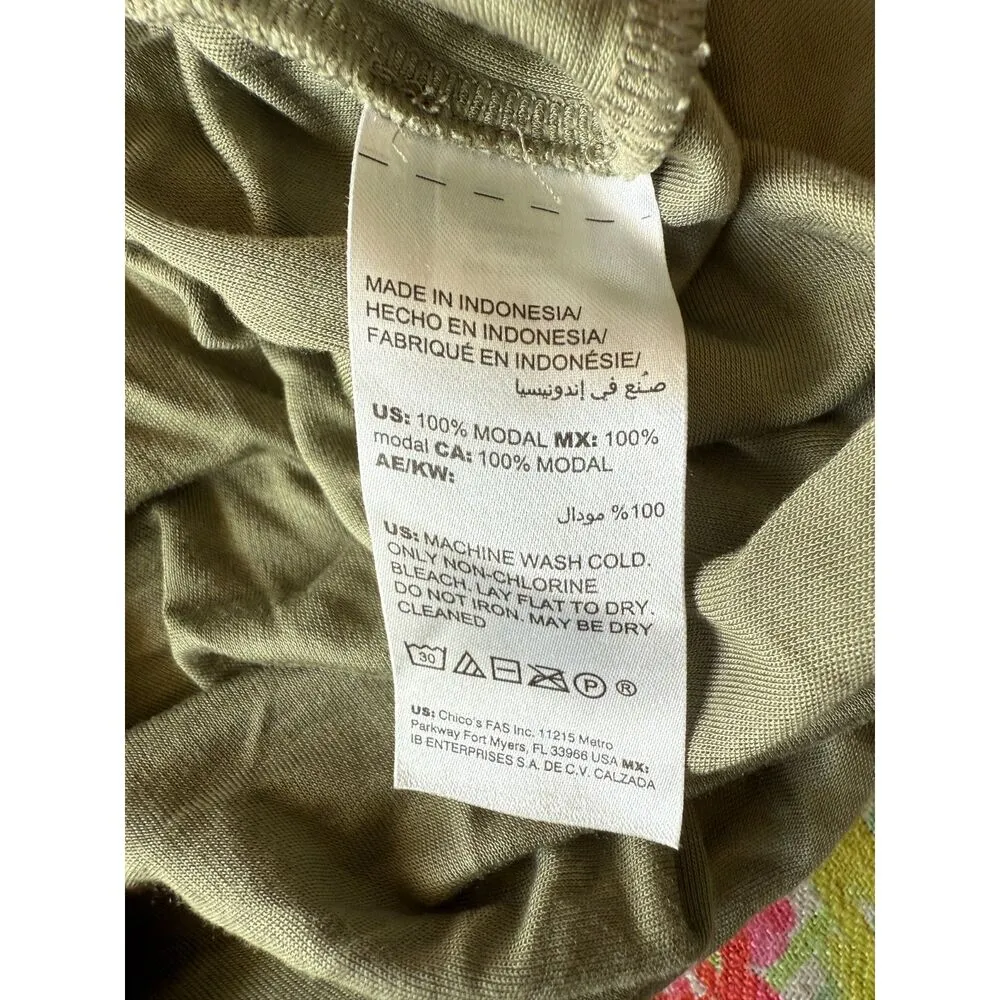 MADE IN INDONESIA/
HECHO EN INDONESIA/
FABRIQUÉ EN INDONÉSIE/
صُنع في إندونيسيا
US: 100% MODAL MX: 100%
modal CA: 100% MODAL
AE/KW:
100% مودال
US: MACHINE WASH COLD.
ONLY NON-CHLORINE
BLEACH. LAY FLAT TO DRY.
DO NOT IRON. MAY BE DRY
CLEANED
30 P ®
US: Chico's FAS Inc. 11215 Metro
Parkway Fort Myers, FL 33966 USA MX:
IB ENTERPRISES S.A. DE C.V. CALZADA